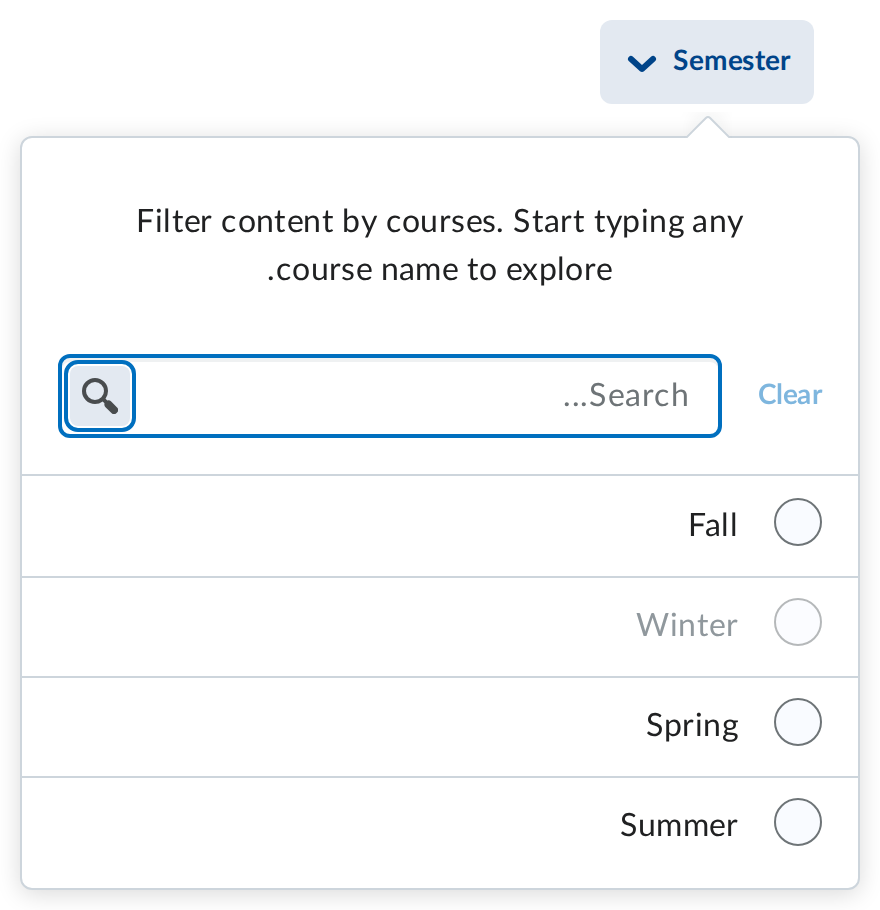 Semester
Filter content by courses. Start typing any
.course name to explore
...Search
Clear
Fall
Winter
Spring
Summer